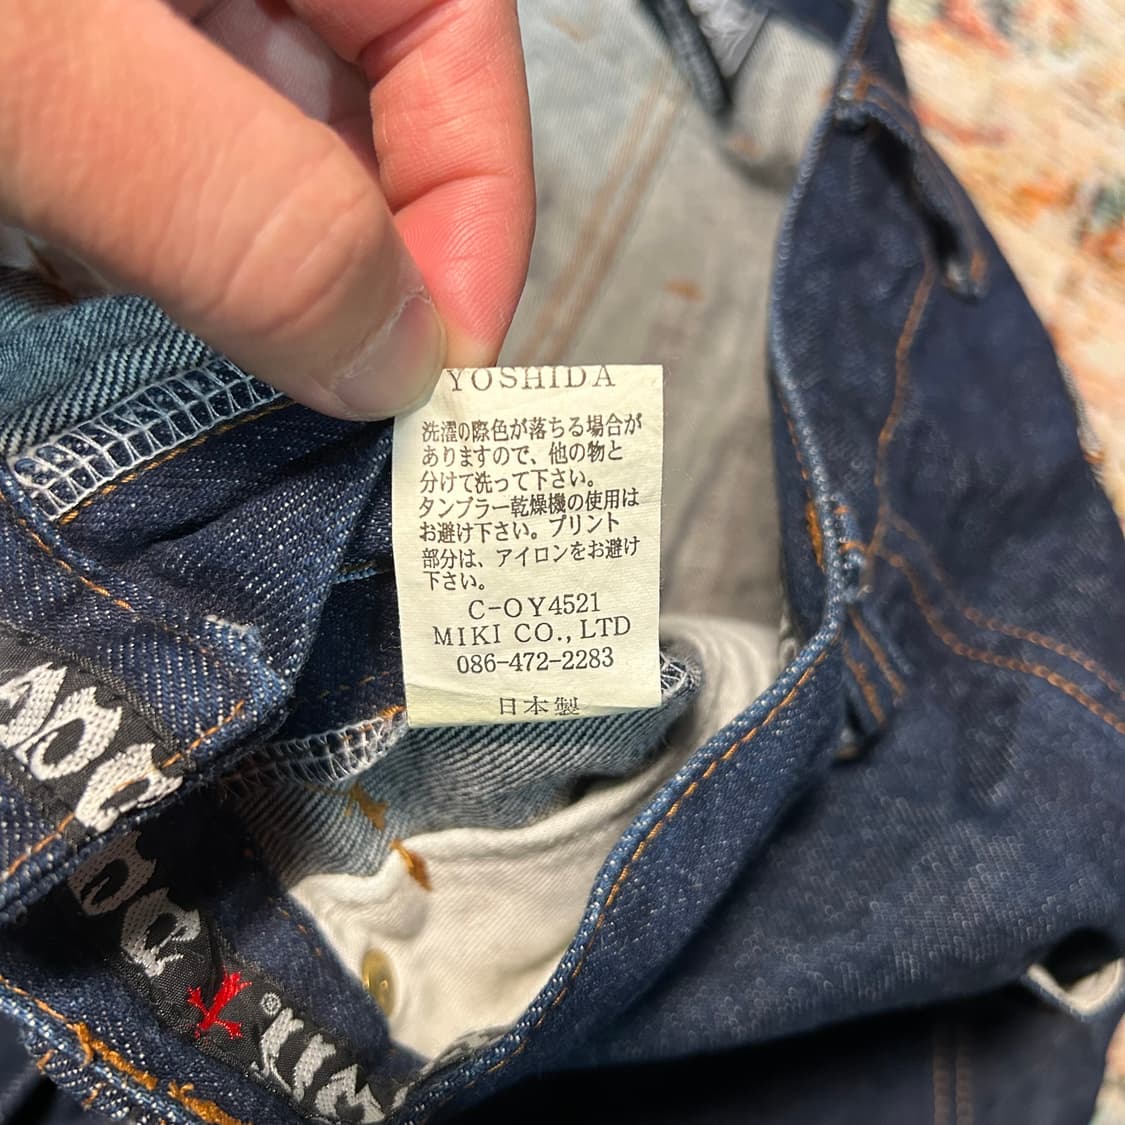 YOSHIDA
洗濯の際色が落ちる場合が
ありますので、他の物と
分けて洗って下さい。
タンブラー乾燥機の使用は
お避け下さい。プリント
部分は、アイロンをお避け
下さい。
C-OY4521
MIKI CO., LTD
086-472-2283
日本製